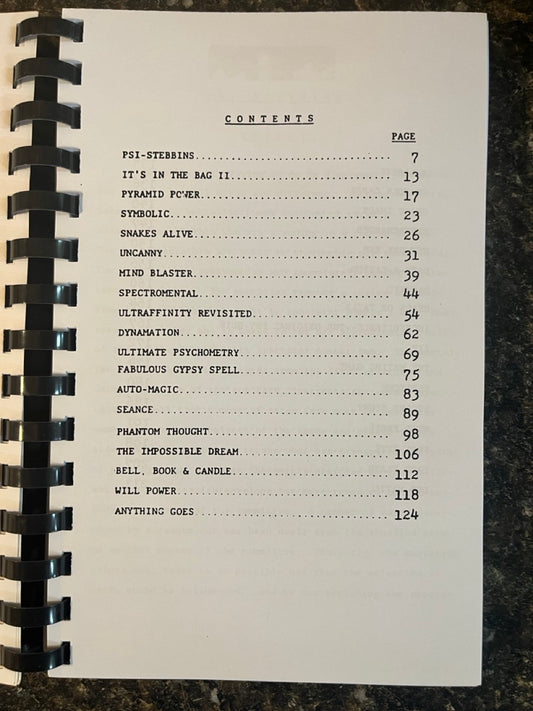 CONTENTS
PAGE
PSI-STEBBINS 7
IT'S IN THE BAG II 13
PYRAMID POWER 17
SYMBOLIC 23
SNAKES ALIVE 26
UNCANNY 31
MIND BLASTER 39
SPECTROMENTAL 44
ULTRAFFINITY REVISITED 54
DYNAMATION 62
ULTIMATE PSYCHOMETRY 69
FABULOUS GYPSY SPELL 75
AUTO-MAGIC 83
SEANCE 89
PHANTOM THOUGHT 98
THE IMPOSSIBLE DREAM 106
BELL, BOOK & CANDLE 112
WILL POWER 118
ANYTHING GOES 124